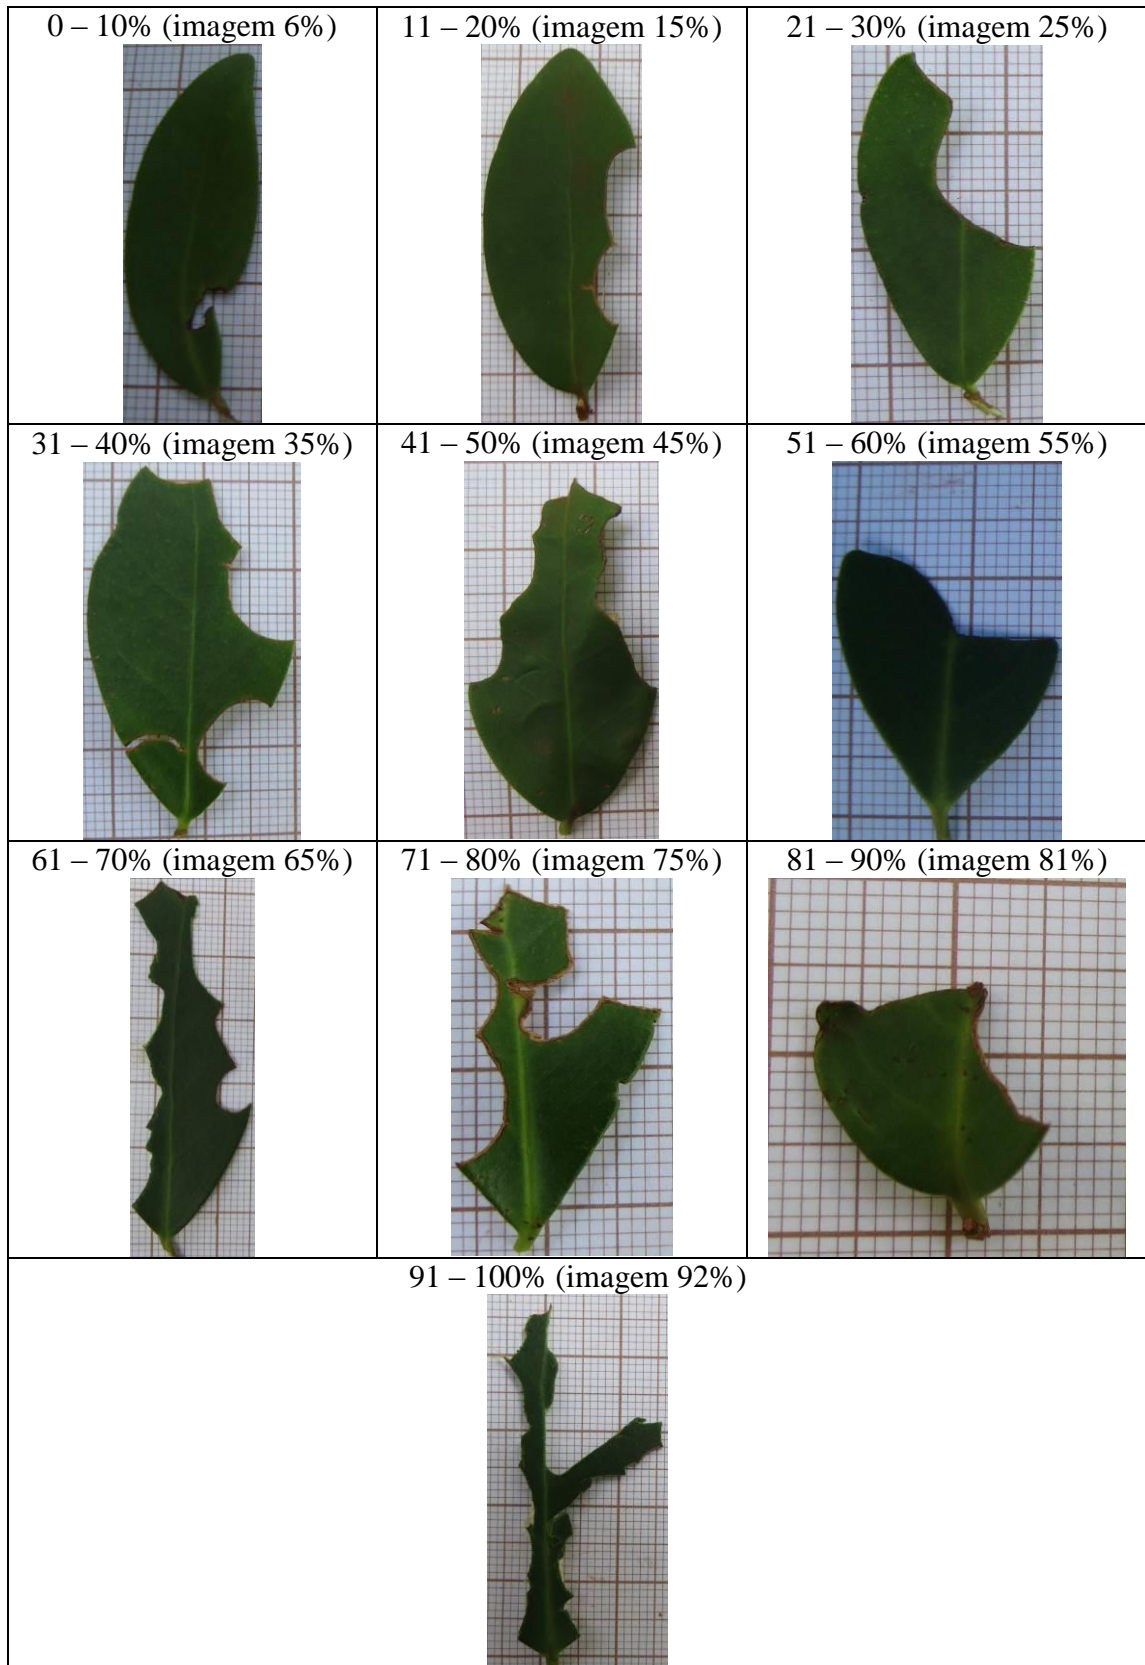 0 – 10% (imagem 6%)
11 – 20% (imagem 15%)
21 – 30% (imagem 25%)
31 – 40% (imagem 35%)
41 – 50% (imagem 45%)
51 – 60% (imagem 55%)
61 – 70% (imagem 65%)
71 – 80% (imagem 75%)
81 – 90% (imagem 81%)
91 – 100% (imagem 92%)